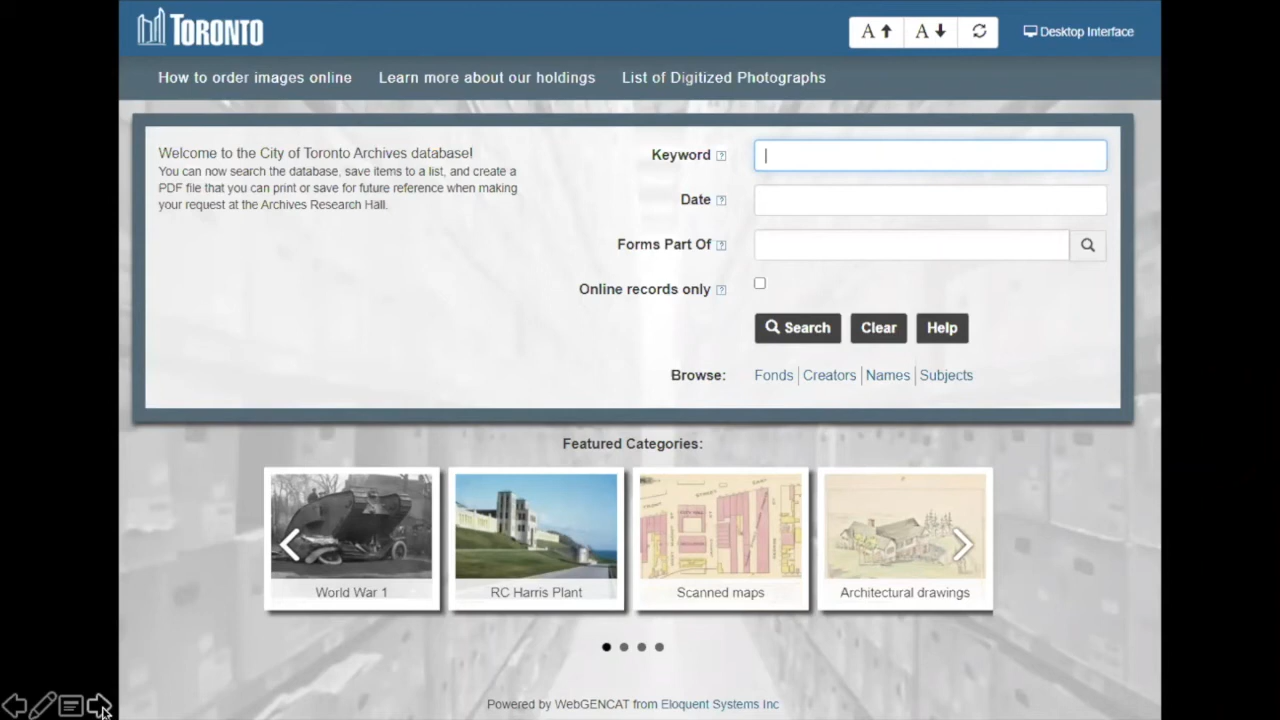 TORONTO
A A Desktop Interface
How to order images online Learn more about our holdings List of Digitized Photographs
Welcome to the City of Toronto Archives database!
You can now search the database, save items to a list, and create a
PDF file that you can print or save for future reference when making
your request at the Archives Research Hall.
Keyword ?
Date ?
Forms Part Of ?
Online records only ?
Search Clear Help
Browse: Fonds Creators Names Subjects
Featured Categories:
World War 1 RC Harris Plant Scanned maps Architectural drawings
Powered by WebGENCAT from Eloquent Systems Inc